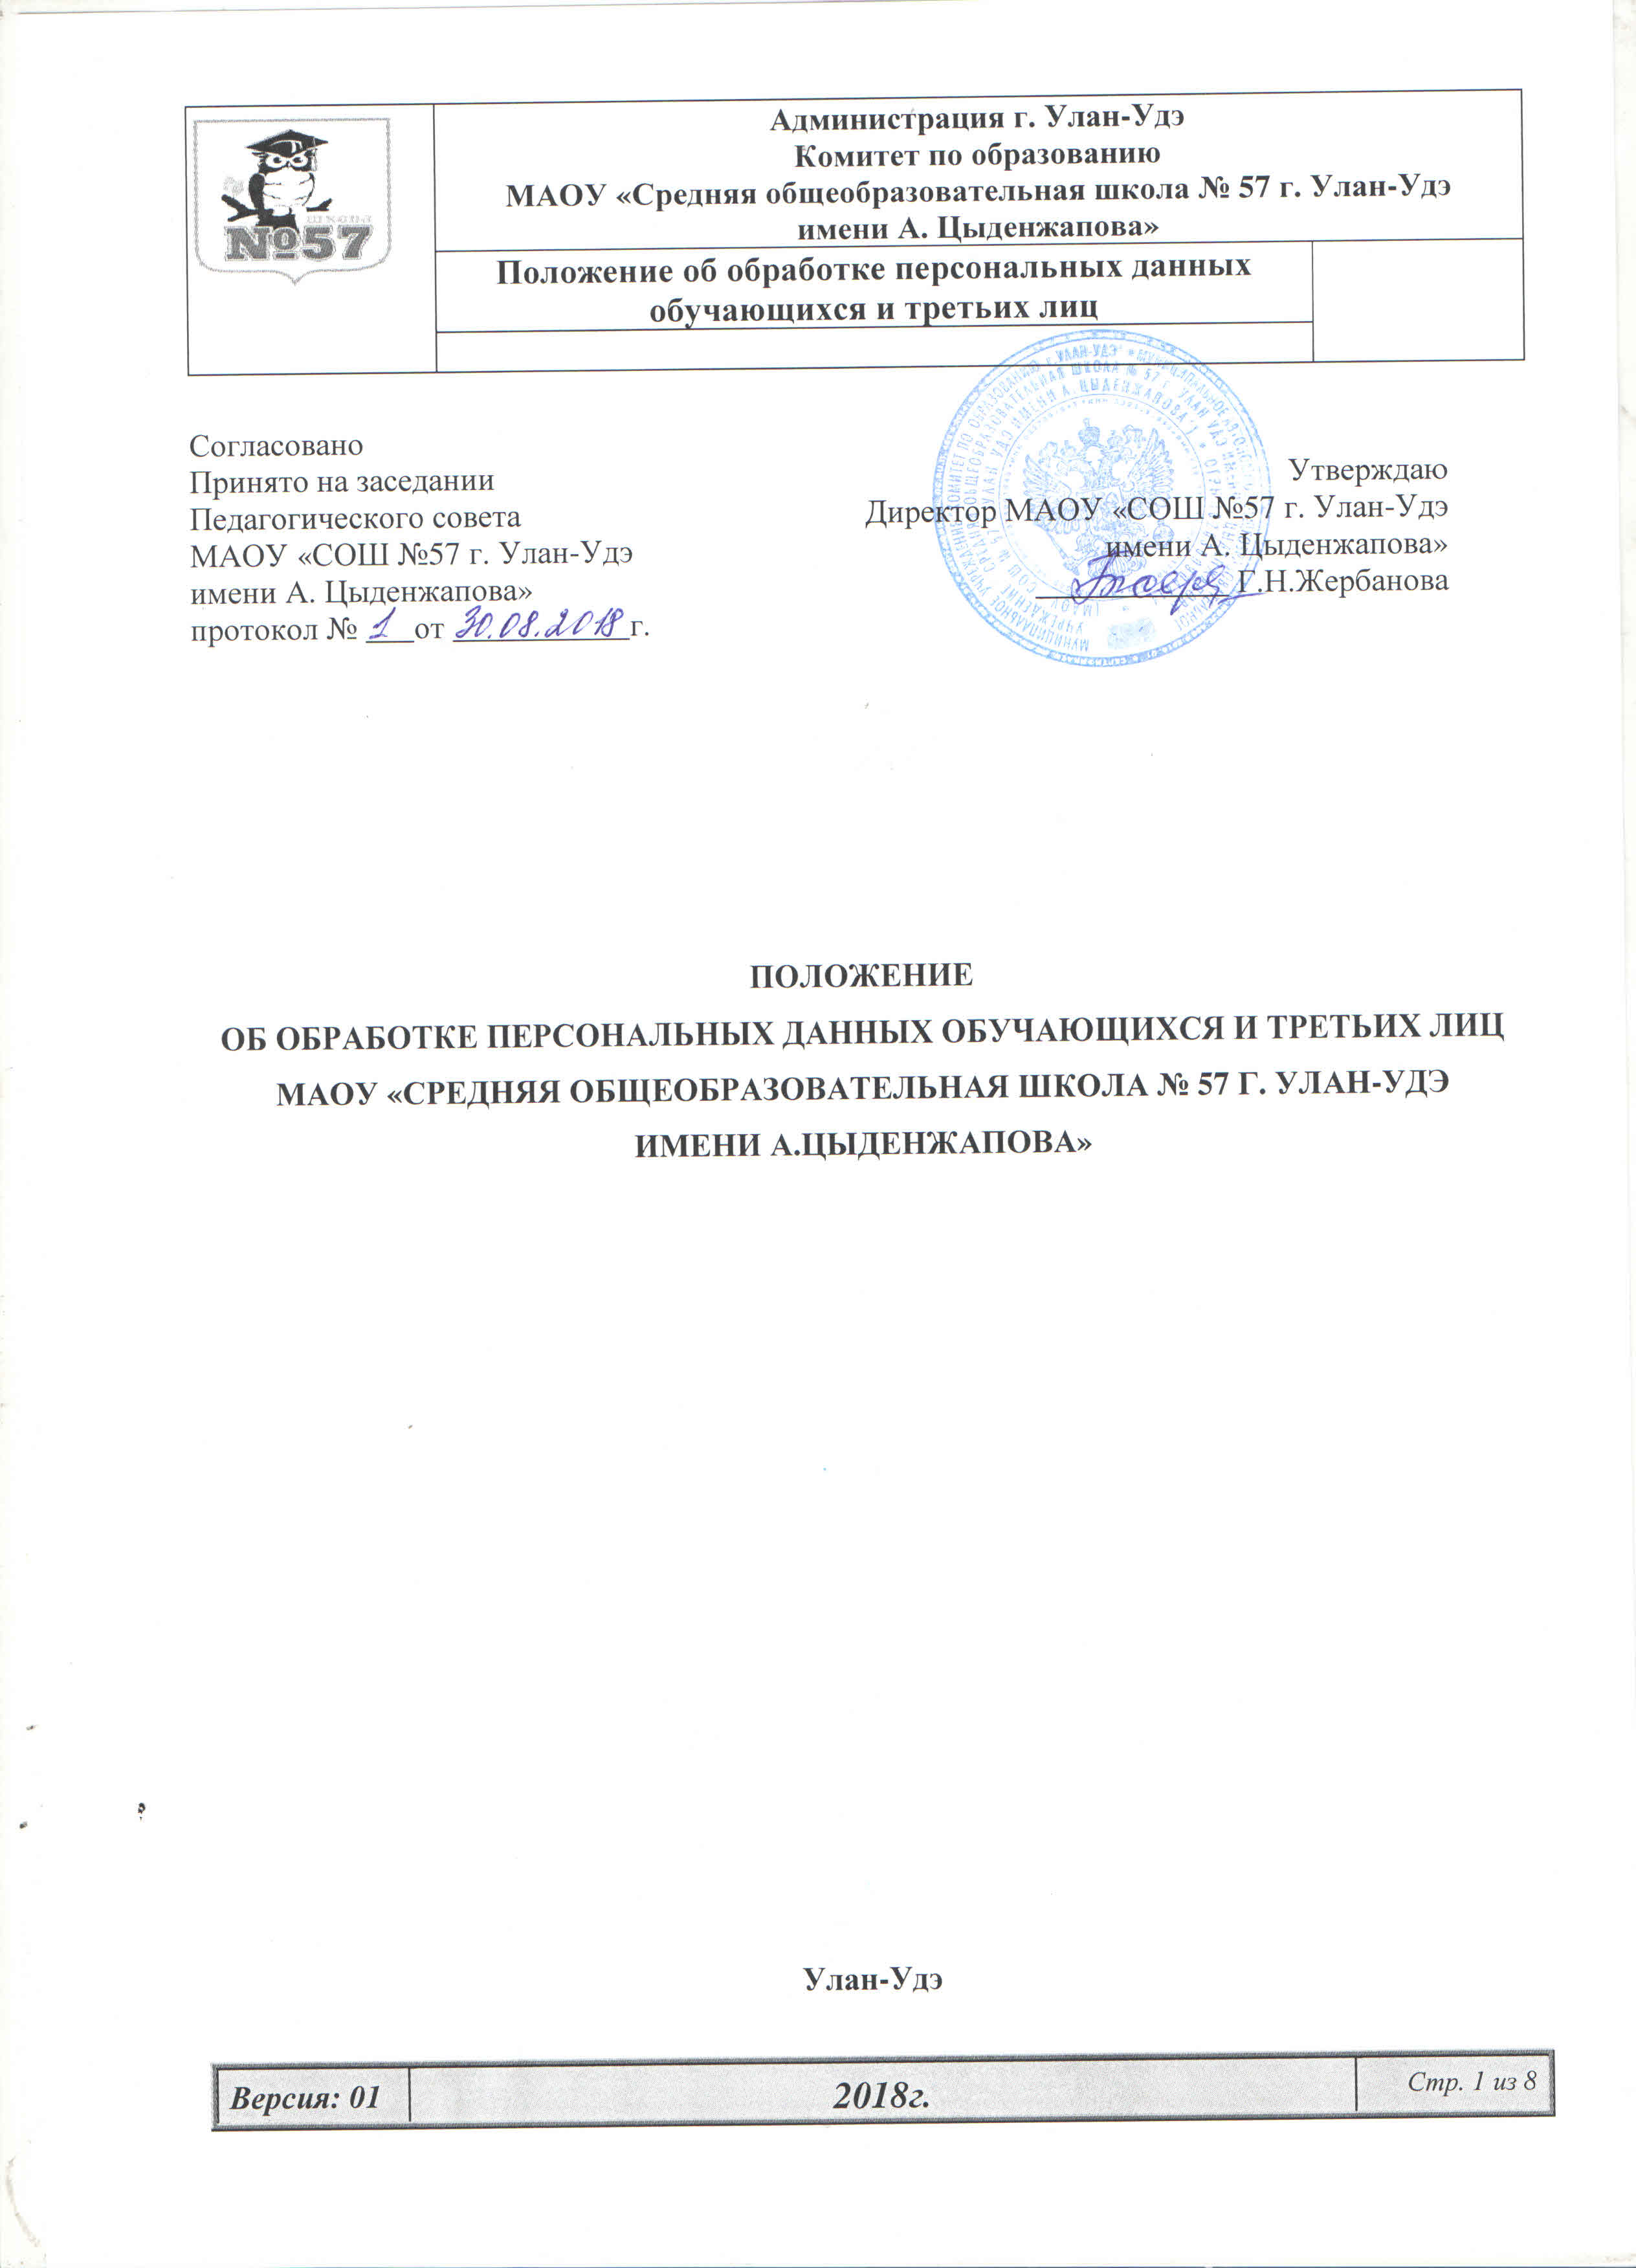 школа
№57
Администрация г. Улан-Удэ
Комитет по образованию
МАОУ «Средняя общеобразовательная школа № 57 г. Улан-Удэ
имени А. Цыденжапова»
Положение об обработке персональных данных
обучающихся и третьих лиц
Согласовано
Принято на заседании
Педагогического совета
МАОУ «СОШ №57 г. Улан-Удэ
имени А. Цыденжапова»
протокол № 1 от 30.08.2018 г.
Утверждаю
Директор МАОУ «СОШ №57 г. Улан-Удэ
имени А. Цыденжапова»
Г.Н.Жербанова
ПОЛОЖЕНИЕ
ОБ ОБРАБОТКЕ ПЕРСОНАЛЬНЫХ ДАННЫХ ОБУЧАЮЩИХСЯ И ТРЕТЬИХ ЛИЦ
МАОУ «СРЕДНЯЯ ОБЩЕОБРАЗОВАТЕЛЬНАЯ ШКОЛА № 57 Г. УЛАН-УДЭ
ИМЕНИ А.ЦЫДЕНЖАПОВА»
Улан-Удэ
Версия: 01
2018г.
Стр. 1 из 8